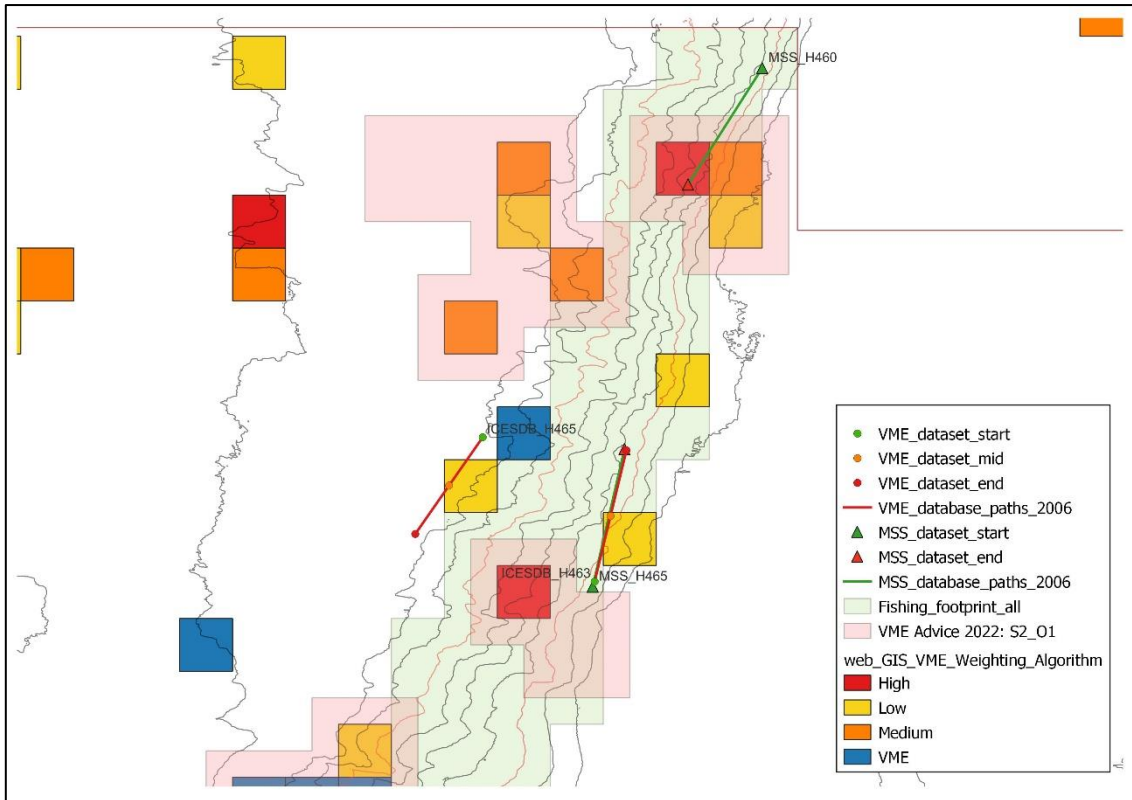 MSS_H460
ICESDB_H465
ICESDB_H463
MSS_H465
VME_dataset_start
VME_dataset_mid
VME_dataset_end
VME_database_paths_2006
MSS_dataset_start
MSS_dataset_end
MSS_database_paths_2006
Fishing_footprint_all
VME Advice 2022: S2_O1
web_GIS_VME_Weighting_Algorithm
High
Low
Medium
VME